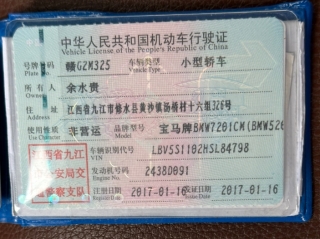 中华人民共和国机动车行驶证
Vehicle License of the People's Republic of China
号牌号码 赣GZM325 车辆类型 小型轿车
Plate No. Vehicle Type
所有人 余水贵
Owner
住址 江西省九江市修水县黄沙镇汤桥村十六组326号
Address
使用性质 非营运 品牌型号 宝马牌BMW7201CM(BMW526
Use Character Model
江西省九江 车辆识别代号 LBV5S1102HSL84798
VIN
市公安局交 发动机号码 24380091
Engine No.
通警察支队 注册日期 2017-01-16 发证日期 2017-01-16
Register Date Issue Date